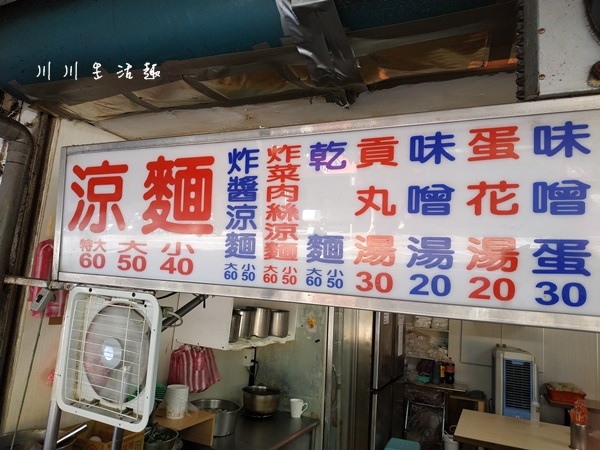 川川生活趣
涼麵
特大 大 小
60 50 40
炸醬涼麵
大 小
60 50
炸菜肉絲涼麵
大 小
60 50
乾麵
大 小
60 50
貢丸湯
30
味噌湯
20
蛋花湯
20
味噌蛋
30